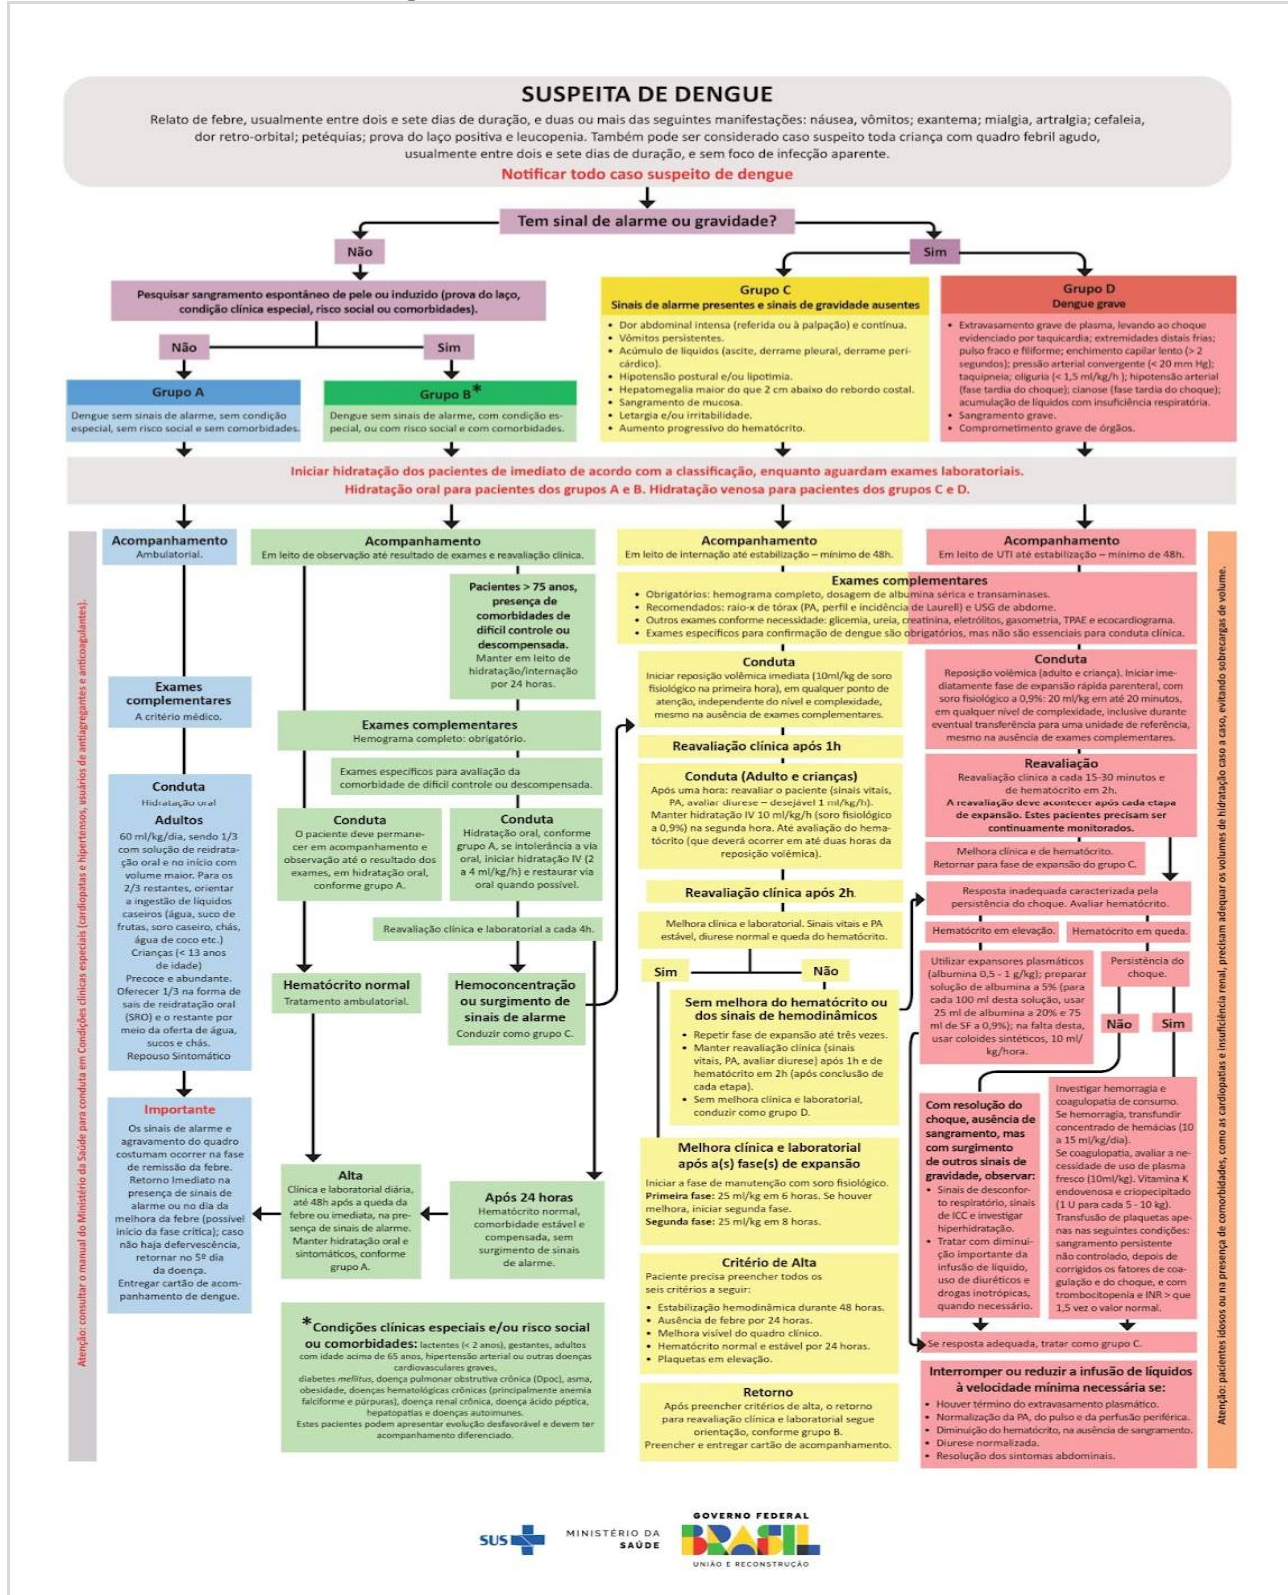 SUSPEITA DE DENGUE
Relato de febre, usualmente entre dois e sete dias de duração, e duas ou mais das seguintes manifestações: náusea, vômitos; exantema; mialgia, artralgia; cefaleia,
dor retro-orbital; petéquias; prova do laço positiva e leucopenia. Também pode ser considerado caso suspeito toda criança com quadro febril agudo,
usualmente entre dois e sete dias de duração, e sem foco de infecção aparente.
Notificar todo caso suspeito de dengue
Tem sinal de alarme ou gravidade?
Não
Sim
Pesquisar sangramento espontâneo de pele ou induzido (prova do laço,
condição clínica especial, risco social ou comorbidades).
Não
Sim
Grupo A
Dengue sem sinais de alarme, sem condição
especial, sem risco social e sem comorbidades.
Grupo B*
Dengue sem sinais de alarme, com condição es-
pecial, ou com risco social e com comorbidades.
Grupo C
Sinais de alarme presentes e sinais de gravidade ausentes
• Dor abdominal intensa (referida ou à palpação) e contínua.
• Vômitos persistentes.
• Acúmulo de líquidos (ascite, derrame pleural, derrame peri-
cárdico).
• Hipotensão postural e/ou lipotimia.
• Hepatomegalia maior do que 2 cm abaixo do rebordo costal.
• Sangramento de mucosa.
• Letargia e/ou irritabilidade.
• Aumento progressivo do hematócrito.
Grupo D
Dengue grave
• Extravasamento grave de plasma, levando ao choque
evidenciado por taquicardia; extremidades distais frias;
pulso fraco e filiforme; enchimento capilar lento (> 2
segundos); pressão arterial convergente (< 20 mm Hg);
taquipneia; oliguria (< 1,5 ml/kg/h ); hipotensão arterial
(fase tardia do choque); cianose (fase tardia do choque);
acumulação de líquidos com insuficiência respiratória.
• Sangramento grave.
• Comprometimento grave de órgãos.
Iniciar hidratação dos pacientes de imediato de acordo com a classificação, enquanto aguardam exames laboratoriais.
Hidratação oral para pacientes dos grupos A e B. Hidratação venosa para pacientes dos grupos C e D.
Atenção: consultar o manual do Ministério da Saúde para conduta em Condições clínicas especiais (cardiopatas e hipertensos, usuários de antiagregantes e anticoagulantes).
Acompanhamento
Ambulatorial.
Exames
complementares
A critério médico.
Conduta
Hidratação oral
Adultos
60 ml/kg/dia, sendo 1/3
com solução de reidrata-
ção oral e no início com
volume maior. Para os
2/3 restantes, orientar
a ingestão de líquidos
caseiros (água, suco de
frutas, soro caseiro, chás,
água de coco etc.)
Crianças (< 13 anos
de idade)
Precoce e abundante.
Oferecer 1/3 na forma de
sais de reidratação oral
(SRO) e o restante por
meio da oferta de água,
sucos e chás.
Repouso Sintomático
Importante
Os sinais de alarme e
agravamento do quadro
costumam ocorrer na fase
de remissão da febre.
Retorno Imediato na
presença de sinais de
alarme ou no dia da
melhora da febre (possível
início da fase crítica); caso
não haja defervescência,
retornar no 5º dia
da doença.
Entregar cartão de acom-
panhamento de dengue.
Acompanhamento
Em leito de observação até resultado de exames e reavaliação clínica.
Pacientes > 75 anos,
presença de
comorbidades de
difícil controle ou
descompensada.
Manter em leito de
hidratação/internação
por 24 horas.
Exames complementares
Hemograma completo: obrigatório.
Exames específicos para avaliação da
comorbidade de difícil controle ou descompensada.
Conduta
O paciente deve permane-
cer em acompanhamento e
observação até o resultado dos
exames, em hidratação oral,
conforme grupo A.
Conduta
Hidratação oral, conforme
grupo A, se intolerância a via
oral, iniciar hidratação IV (2
a 4 ml/kg/h) e restaurar via
oral quando possível.
Reavaliação clínica e laboratorial a cada 4h.
Hematócrito normal
Tratamento ambulatorial.
Hemoconcentração
ou surgimento de
sinais de alarme
Conduzir como grupo C.
Alta
Clínica e laboratorial diária,
até 48h após a queda da
febre ou imediata, na pre-
sença de sinais de alarme.
Manter hidratação oral e
sintomáticos, conforme
grupo A.
Após 24 horas
Hematócrito normal,
comorbidade estável e
compensada, sem
surgimento de sinais
de alarme.
*Condições clínicas especiais e/ou risco social
ou comorbidades: lactentes (< 2 anos), gestantes, adultos
com idade acima de 65 anos, hipertensão arterial ou outras doenças
cardiovasculares graves,
diabetes mellitus, doença pulmonar obstrutiva crônica (Dpoc), asma,
obesidade, doenças hematológicas crônicas (principalmente anemia
falciforme e púrpuras), doença renal crônica, doença ácido péptica,
hepatopatias e doenças autoimunes.
Estes pacientes podem apresentar evolução desfavorável e devem ter
acompanhamento diferenciado.
Acompanhamento
Em leito de internação até estabilização – mínimo de 48h.
Acompanhamento
Em leito de UTI até estabilização – mínimo de 48h.
Exames complementares
• Obrigatórios: hemograma completo, dosagem de albumina sérica e transaminases.
• Recomendados: raio-x de tórax (PA, perfil e incidência de Laurell) e USG de abdome.
• Outros exames conforme necessidade: glicemia, ureia, creatinina, eletrólitos, gasometria, TPAE e ecocardiograma.
• Exames específicos para confirmação de dengue são obrigatórios, mas não são essenciais para conduta clínica.
Conduta
Iniciar reposição volêmica imediata (10ml/kg de soro
fisiológico na primeira hora), em qualquer ponto de
atenção, independente do nível e complexidade,
mesmo na ausência de exames complementares.
Reavaliação clínica após 1h
Conduta (Adulto e crianças)
Após uma hora: reavaliar o paciente (sinais vitais,
PA, avaliar diurese – desejável 1 ml/kg/h).
Manter hidratação IV 10 ml/kg/h (soro fisiológico
a 0,9%) na segunda hora. Até avaliação do hema-
tócrito (que deverá ocorrer em até duas horas da
reposição volêmica).
Reavaliação clínica após 2h.
Melhora clínica e laboratorial. Sinais vitais e PA
estável, diurese normal e queda do hematócrito.
Sim
Não
Sem melhora do hematócrito ou
dos sinais de hemodinâmicos
• Repetir fase de expansão até três vezes.
• Manter reavaliação clínica (sinais
vitais, PA, avaliar diurese) após 1h e de
hematócrito em 2h (após conclusão de
cada etapa).
• Sem melhora clínica e laboratorial,
conduzir como grupo D.
Melhora clínica e laboratorial
após a(s) fase(s) de expansão
Iniciar a fase de manutenção com soro fisiológico.
Primeira fase: 25 ml/kg em 6 horas. Se houver
melhora, iniciar segunda fase.
Segunda fase: 25 ml/kg em 8 horas.
Critério de Alta
Paciente precisa preencher todos os
seis critérios a seguir:
• Estabilização hemodinâmica durante 48 horas.
• Ausência de febre por 24 horas.
• Melhora visível do quadro clínico.
• Hematócrito normal e estável por 24 horas.
• Plaquetas em elevação.
Retorno
Após preencher critérios de alta, o retorno
para reavaliação clínica e laboratorial segue
orientação, conforme grupo B.
Preencher e entregar cartão de acompanhamento.
Conduta
Reposição volêmica (adulto e criança). Iniciar ime-
diatamente fase de expansão rápida parenteral, com
soro fisiológico a 0,9%: 20 ml/kg em até 20 minutos,
em qualquer nível de complexidade, inclusive durante
eventual transferência para uma unidade de referência,
mesmo na ausência de exames complementares.
Reavaliação
Reavaliação clínica a cada 15-30 minutos e
de hematócrito em 2h.
A reavaliação deve acontecer após cada etapa
de expansão. Estes pacientes precisam ser
continuamente monitorados.
Melhora clínica e de hematócrito.
Retornar para fase de expansão do grupo C.
Resposta inadequada caracterizada pela
persistência do choque. Avaliar hematócrito.
Hematócrito em elevação.
Hematócrito em queda.
Utilizar expansores plasmáticos
(albumina 0,5 - 1 g/kg); preparar
solução de albumina a 5% (para
cada 100 ml desta solução, usar
25 ml de albumina a 20% e 75
ml de SF a 0,9%); na falta desta,
usar coloides sintéticos, 10 ml/
kg/hora.
Persistência do
choque.
Não
Sim
Com resolução do
choque, ausência de
sangramento, mas
com surgimento
de outros sinais de
gravidade, observar:
• Sinais de desconfor-
to respiratório, sinais
de ICC e investigar
hiperhidratação.
• Tratar com diminui-
ção importante da
infusão de líquido,
uso de diuréticos e
drogas inotrópicas,
quando necessário.
Investigar hemorragia e
coagulopatia de consumo.
Se hemorragia, transfundir
concentrado de hemácias (10
a 15 ml/kg/dia).
Se coagulopatia, avaliar a ne-
cessidade de uso de plasma
fresco (10ml/kg). Vitamina K
endovenosa e criopecipitado
(1 U para cada 5 - 10 kg).
Transfusão de plaquetas ape-
nas nas seguintes condições:
sangramento persistente
não controlado, depois de
corrigidos os fatores de coa-
gulação e do choque, e com
trombocitopenia e INR > que
1,5 vez o valor normal.
Se resposta adequada, tratar como grupo C.
Interromper ou reduzir a infusão de líquidos
à velocidade mínima necessária se:
• Houver término do extravasamento plasmático.
• Normalização da PA, do pulso e da perfusão periférica.
• Diminuição do hematócrito, na ausência de sangramento.
• Diurese normalizada.
• Resolução dos sintomas abdominais.
Atenção: pacientes idosos ou na presença de comorbidades, como as cardiopatias e insuficiência renal, precisam adequar os volumes de hidratação caso a caso, evitando sobrecargas de volume.
SUS
MINISTÉRIO DA
SAÚDE
GOVERNO FEDERAL
BRASIL
UNIÃO E RECONSTRUÇÃO